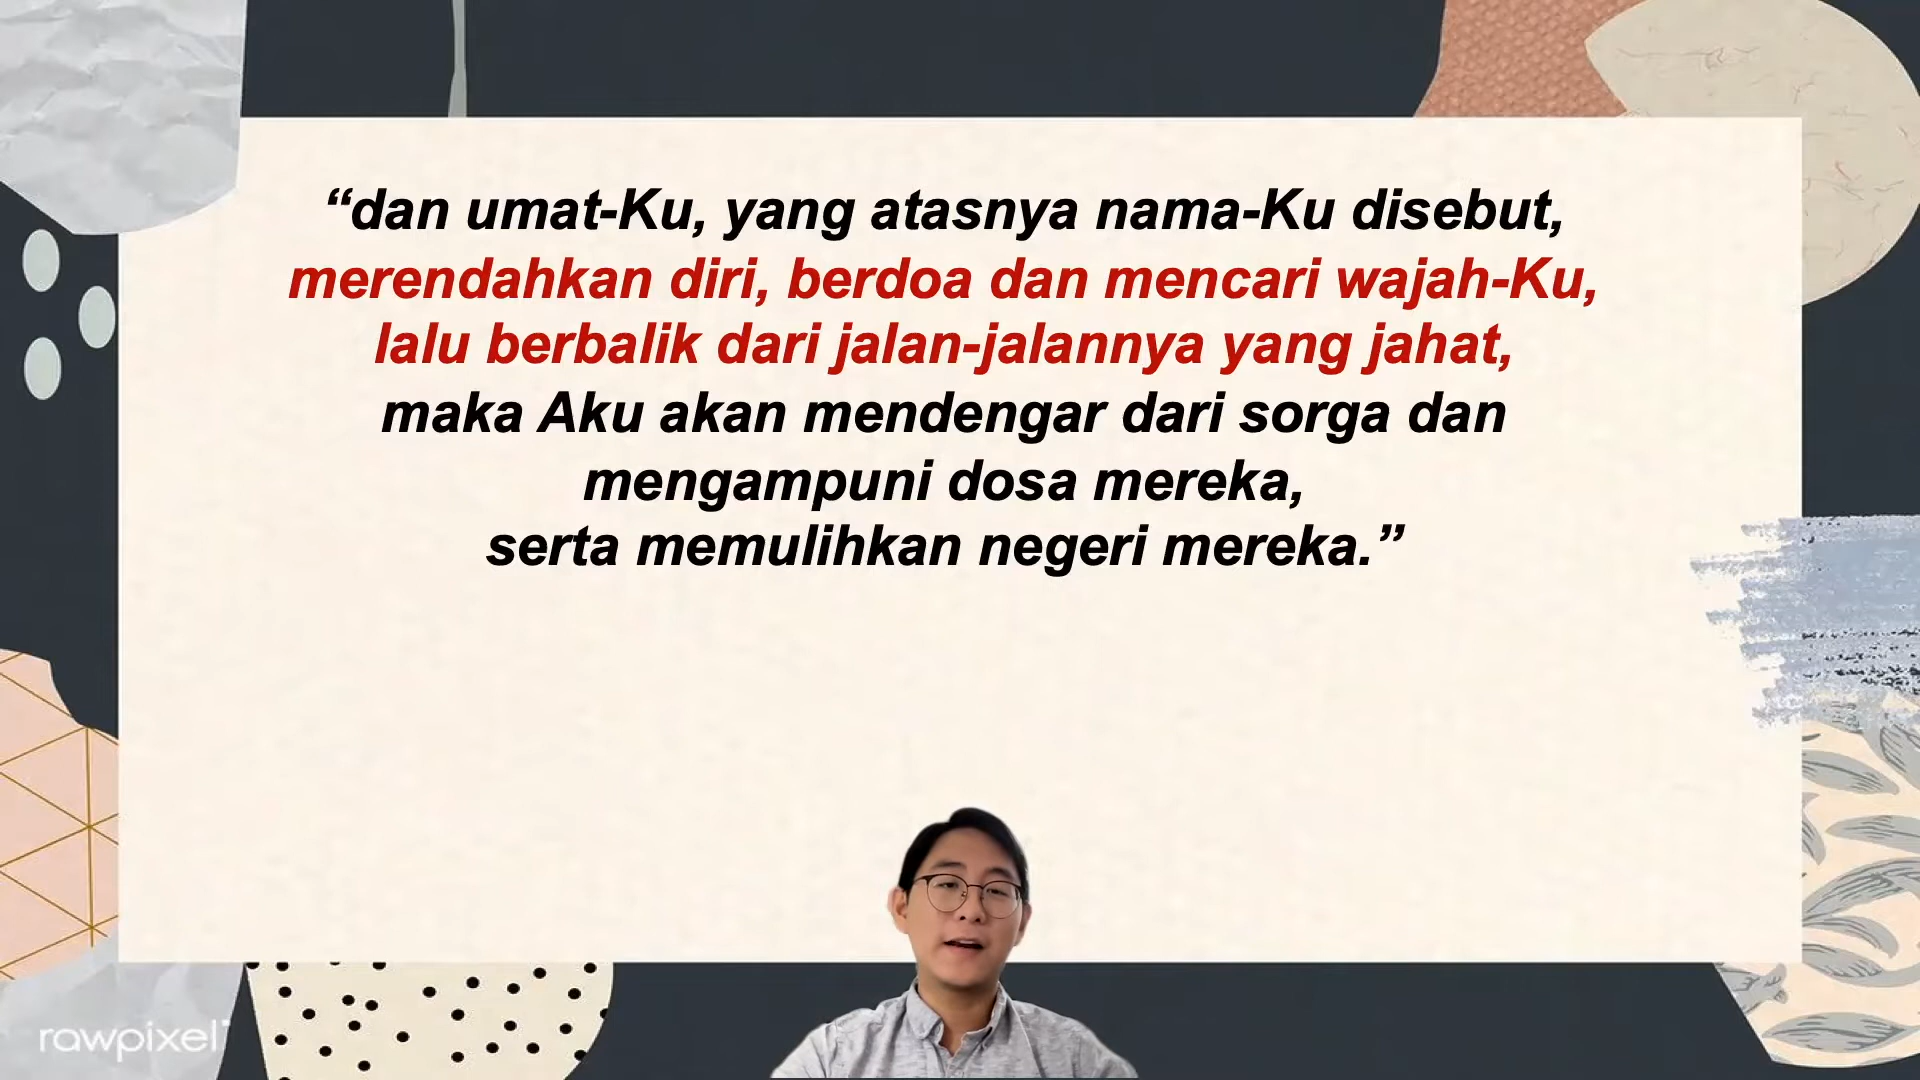 “dan umat-Ku, yang atasnya nama-Ku disebut,
merendahkan diri, berdoa dan mencari wajah-Ku,
lalu berbalik dari jalan-jalannya yang jahat,
maka Aku akan mendengar dari sorga dan
mengampuni dosa mereka,
serta memulihkan negeri mereka.”
rawpixel